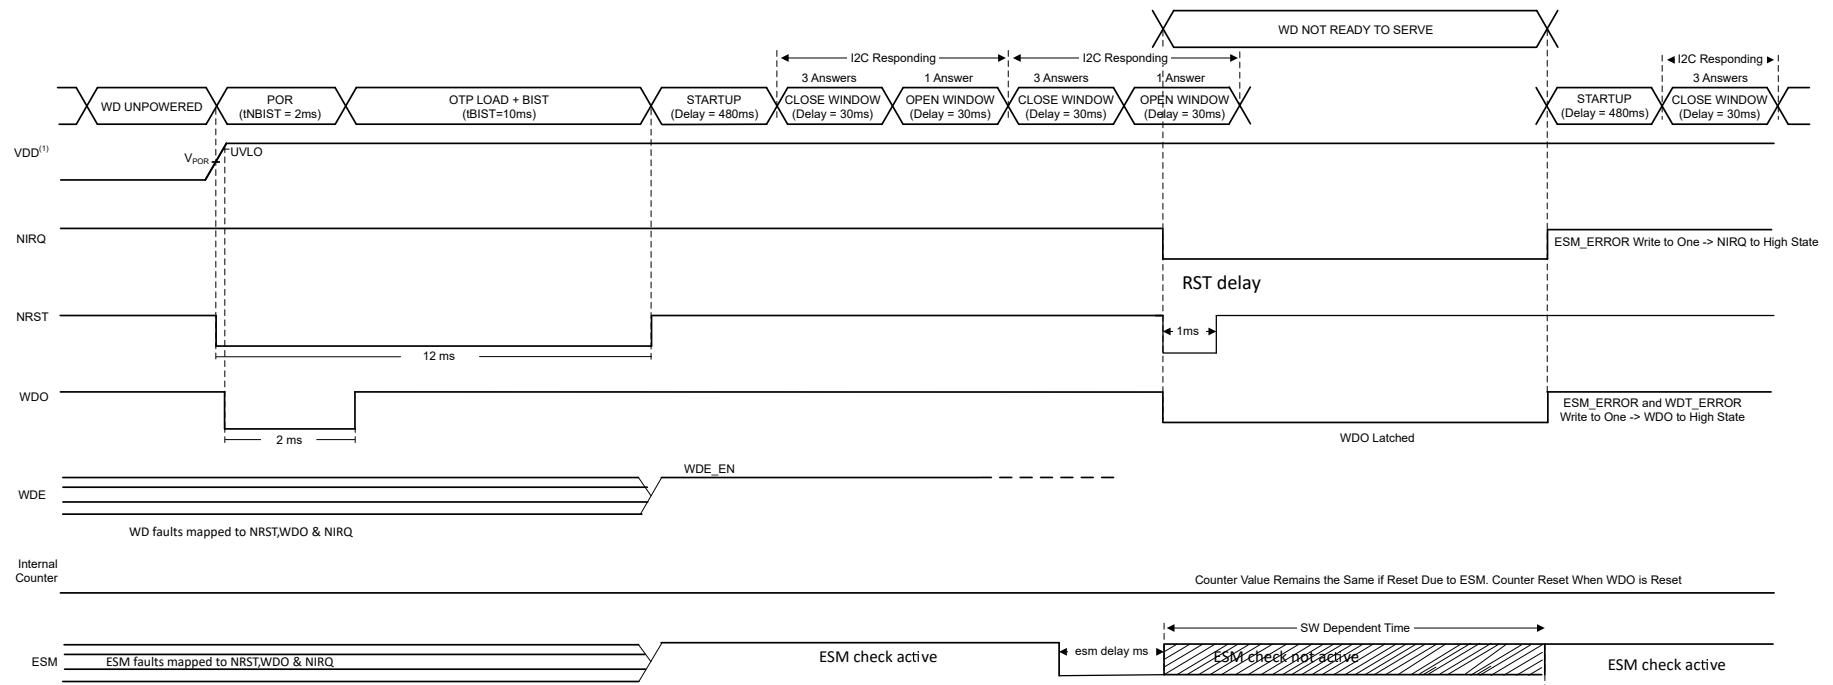 WD NOT READY TO SERVE
I2C Responding
I2C Responding
I2C Responding
3 Answers
1 Answer
3 Answers
1 Answer
3 Answers
WD UNPOWERED
POR
(tNBIST = 2ms)
OTP LOAD + BIST
(tBIST=10ms)
STARTUP
(Delay = 480ms)
CLOSE WINDOW
(Delay = 30ms)
OPEN WINDOW
(Delay = 30ms)
CLOSE WINDOW
(Delay = 30ms)
OPEN WINDOW
(Delay = 30ms)
STARTUP
(Delay = 480ms)
CLOSE WINDOW
(Delay = 30ms)
VDD(1)
VPOR
UVLO
NIRQ
ESM_ERROR Write to One -> NIRQ to High State
RST delay
NRST
1ms
12 ms
WDO
ESM_ERROR and WDT_ERROR
Write to One -> WDO to High State
2 ms
WDO Latched
WDE_EN
WDE
WD faults mapped to NRST,WDO & NIRQ
Internal
Counter
Counter Value Remains the Same if Reset Due to ESM. Counter Reset When WDO is Reset
SW Dependent Time
ESM
ESM faults mapped to NRST,WDO & NIRQ
ESM check active
esm delay ms
ESM check not active
ESM check active